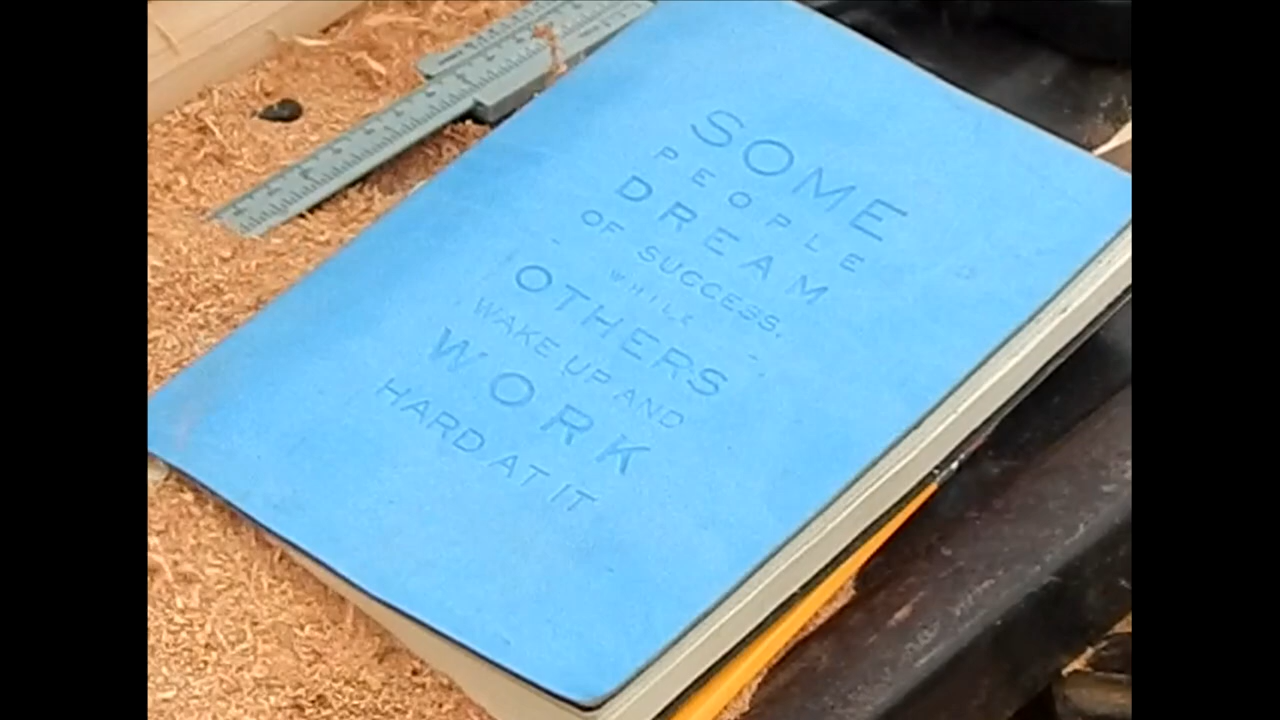 SOME
PEOPLE
DREAM
OF SUCCESS,
WHILE
OTHERS
WAKE UP AND
WORK
HARD AT IT